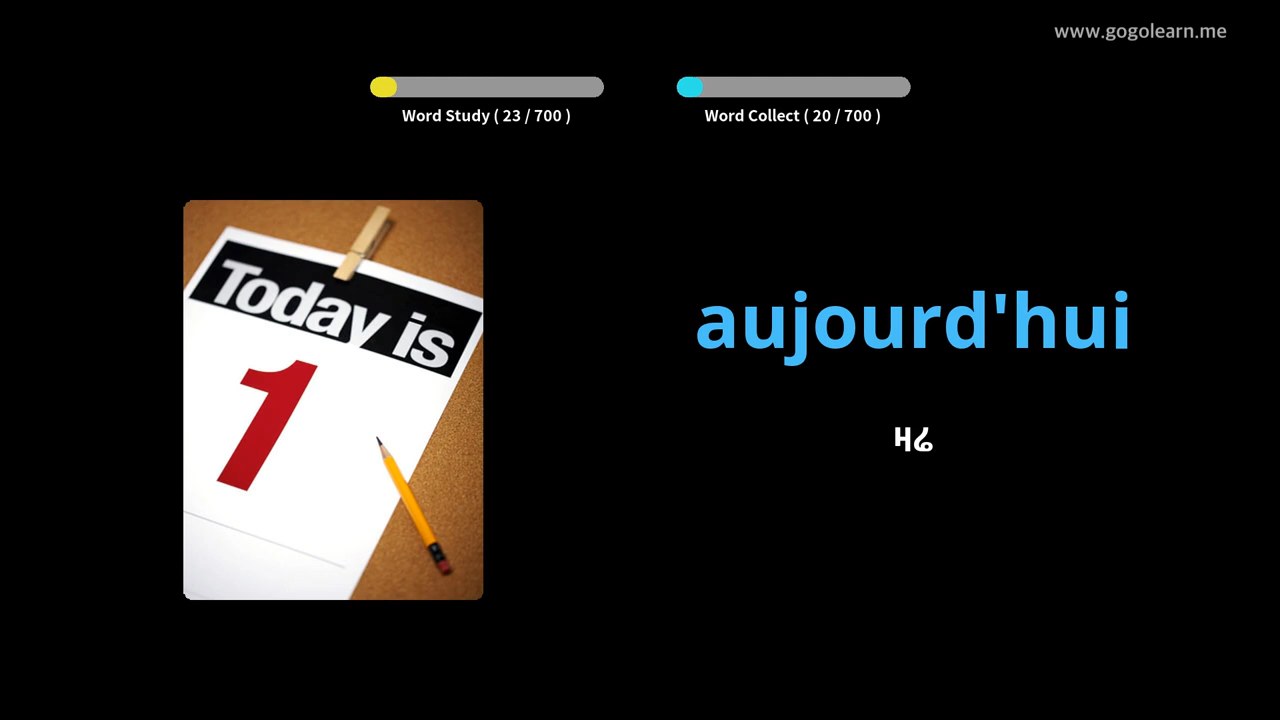 www.gogolearn.me
Word Study ( 23 / 700 )
Word Collect ( 20 / 700 )
Today is
1
aujourd'hui
ዛሬ